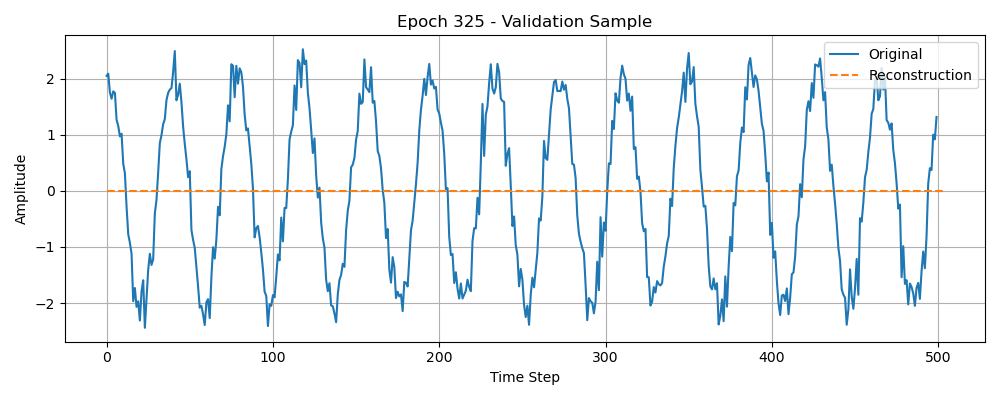 Epoch 325 - Validation Sample
Original
Reconstruction
2
1
0
−1
−2
Amplitude
0
100
200
300
400
500
Time Step